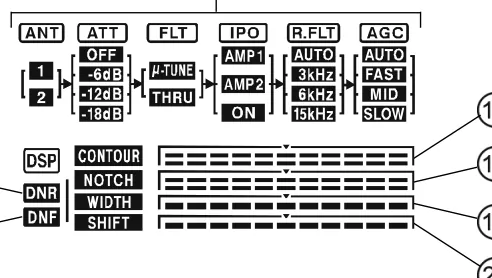 ANT ATT FLT IPO R.FLT AGC
OFF AMP1 AUTO AUTO
1 -6dB μ-TUNE 3kHz FAST
AMP2
2 -12dB THRU 6kHz MID
-18dB ON 15kHz SLOW
DSP CONTOUR
DNR NOTCH
WIDTH
DNF SHIFT